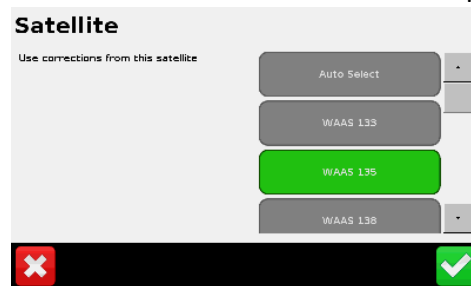 Satellite
Use corrections from this satellite
Auto Select
WAAS 133
WAAS 135
WAAS 138